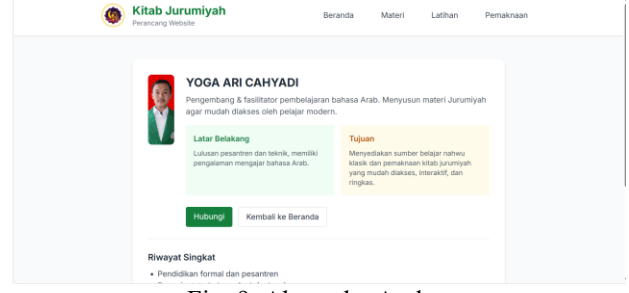 Kitab Jurumiyah
Perancang Website
Beranda Materi Latihan Pemaknaan
YOGA ARI CAHYADI
Pengembang & fasilitator pembelajaran bahasa Arab. Menyusun materi Jurumiyah
agar mudah diakses oleh pelajar modern.
Latar Belakang
Lulusan pesantren dan teknik, memiliki
pengalaman mengajar bahasa Arab.
Tujuan
Menyediakan sumber belajar nahwu
klasik dan pemaknaan kitab jurumiyah
yang mudah diakses, interaktif, dan
ringkas.
Hubungi Kembali ke Beranda
Riwayat Singkat
• Pendidikan formal dan pesantren